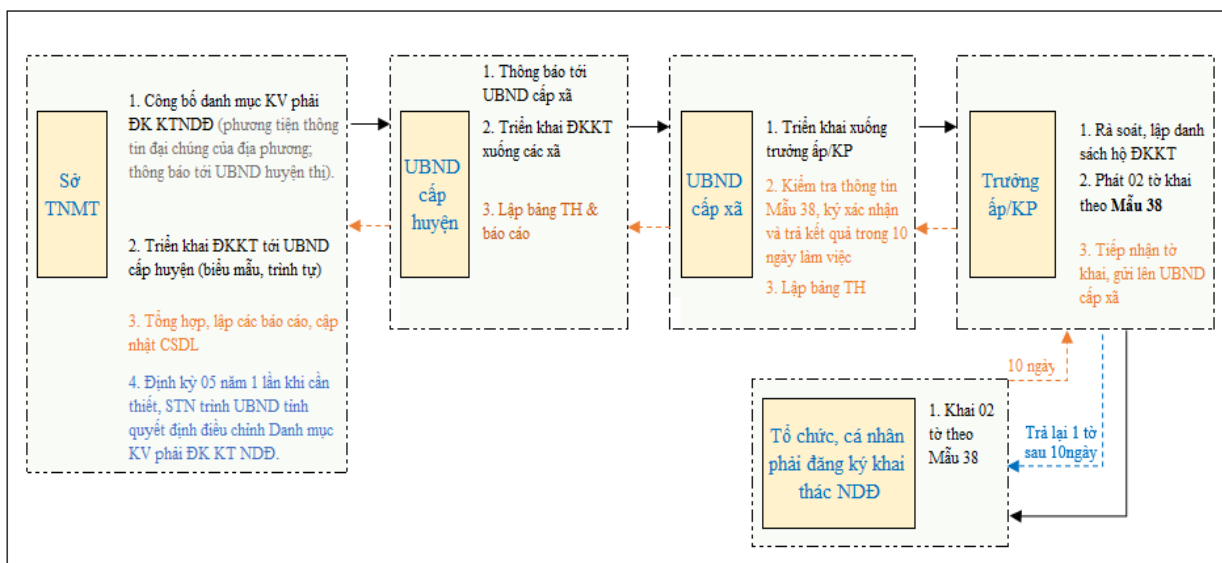 Sở
TNMT
1. Công bố danh mục KV phải
ĐK KTNDĐ (phương tiện thông
tin đại chúng của địa phương;
thông báo tới UBND huyện thị).
2. Triển khai ĐKKT tới UBND
cấp huyện (biểu mẫu, trình tự)
3. Tổng hợp, lập các báo cáo, cập
nhật CSDL
4. Định kỳ 05 năm 1 lần khi cần
thiết, STN trình UBND tỉnh
quyết định điều chỉnh Danh mục
KV phải ĐK KT NDĐ.
UBND
cấp
huyện
1. Thông báo tới
UBND cấp xã
2. Triển khai ĐKKT
xuống các xã
3. Lập bảng TH &
báo cáo
UBND
cấp xã
1. Triển khai xuống
trưởng ấp/KP
2. Kiểm tra thông tin
Mẫu 38, ký xác nhận
và trả kết quả trong 10
ngày làm việc
3. Lập bảng TH
Trưởng
ấp/KP
1. Rà soát, lập danh
sách hộ ĐKKT
2. Phát 02 tờ khai
theo Mẫu 38
3. Tiếp nhận tờ
khai, gửi lên UBND
cấp xã
10 ngày
Tổ chức, cá nhân
phải đăng ký khai
thác NDĐ
1. Khai 02
tờ theo
Mẫu 38
Trả lại 1 tờ
sau 10ngày